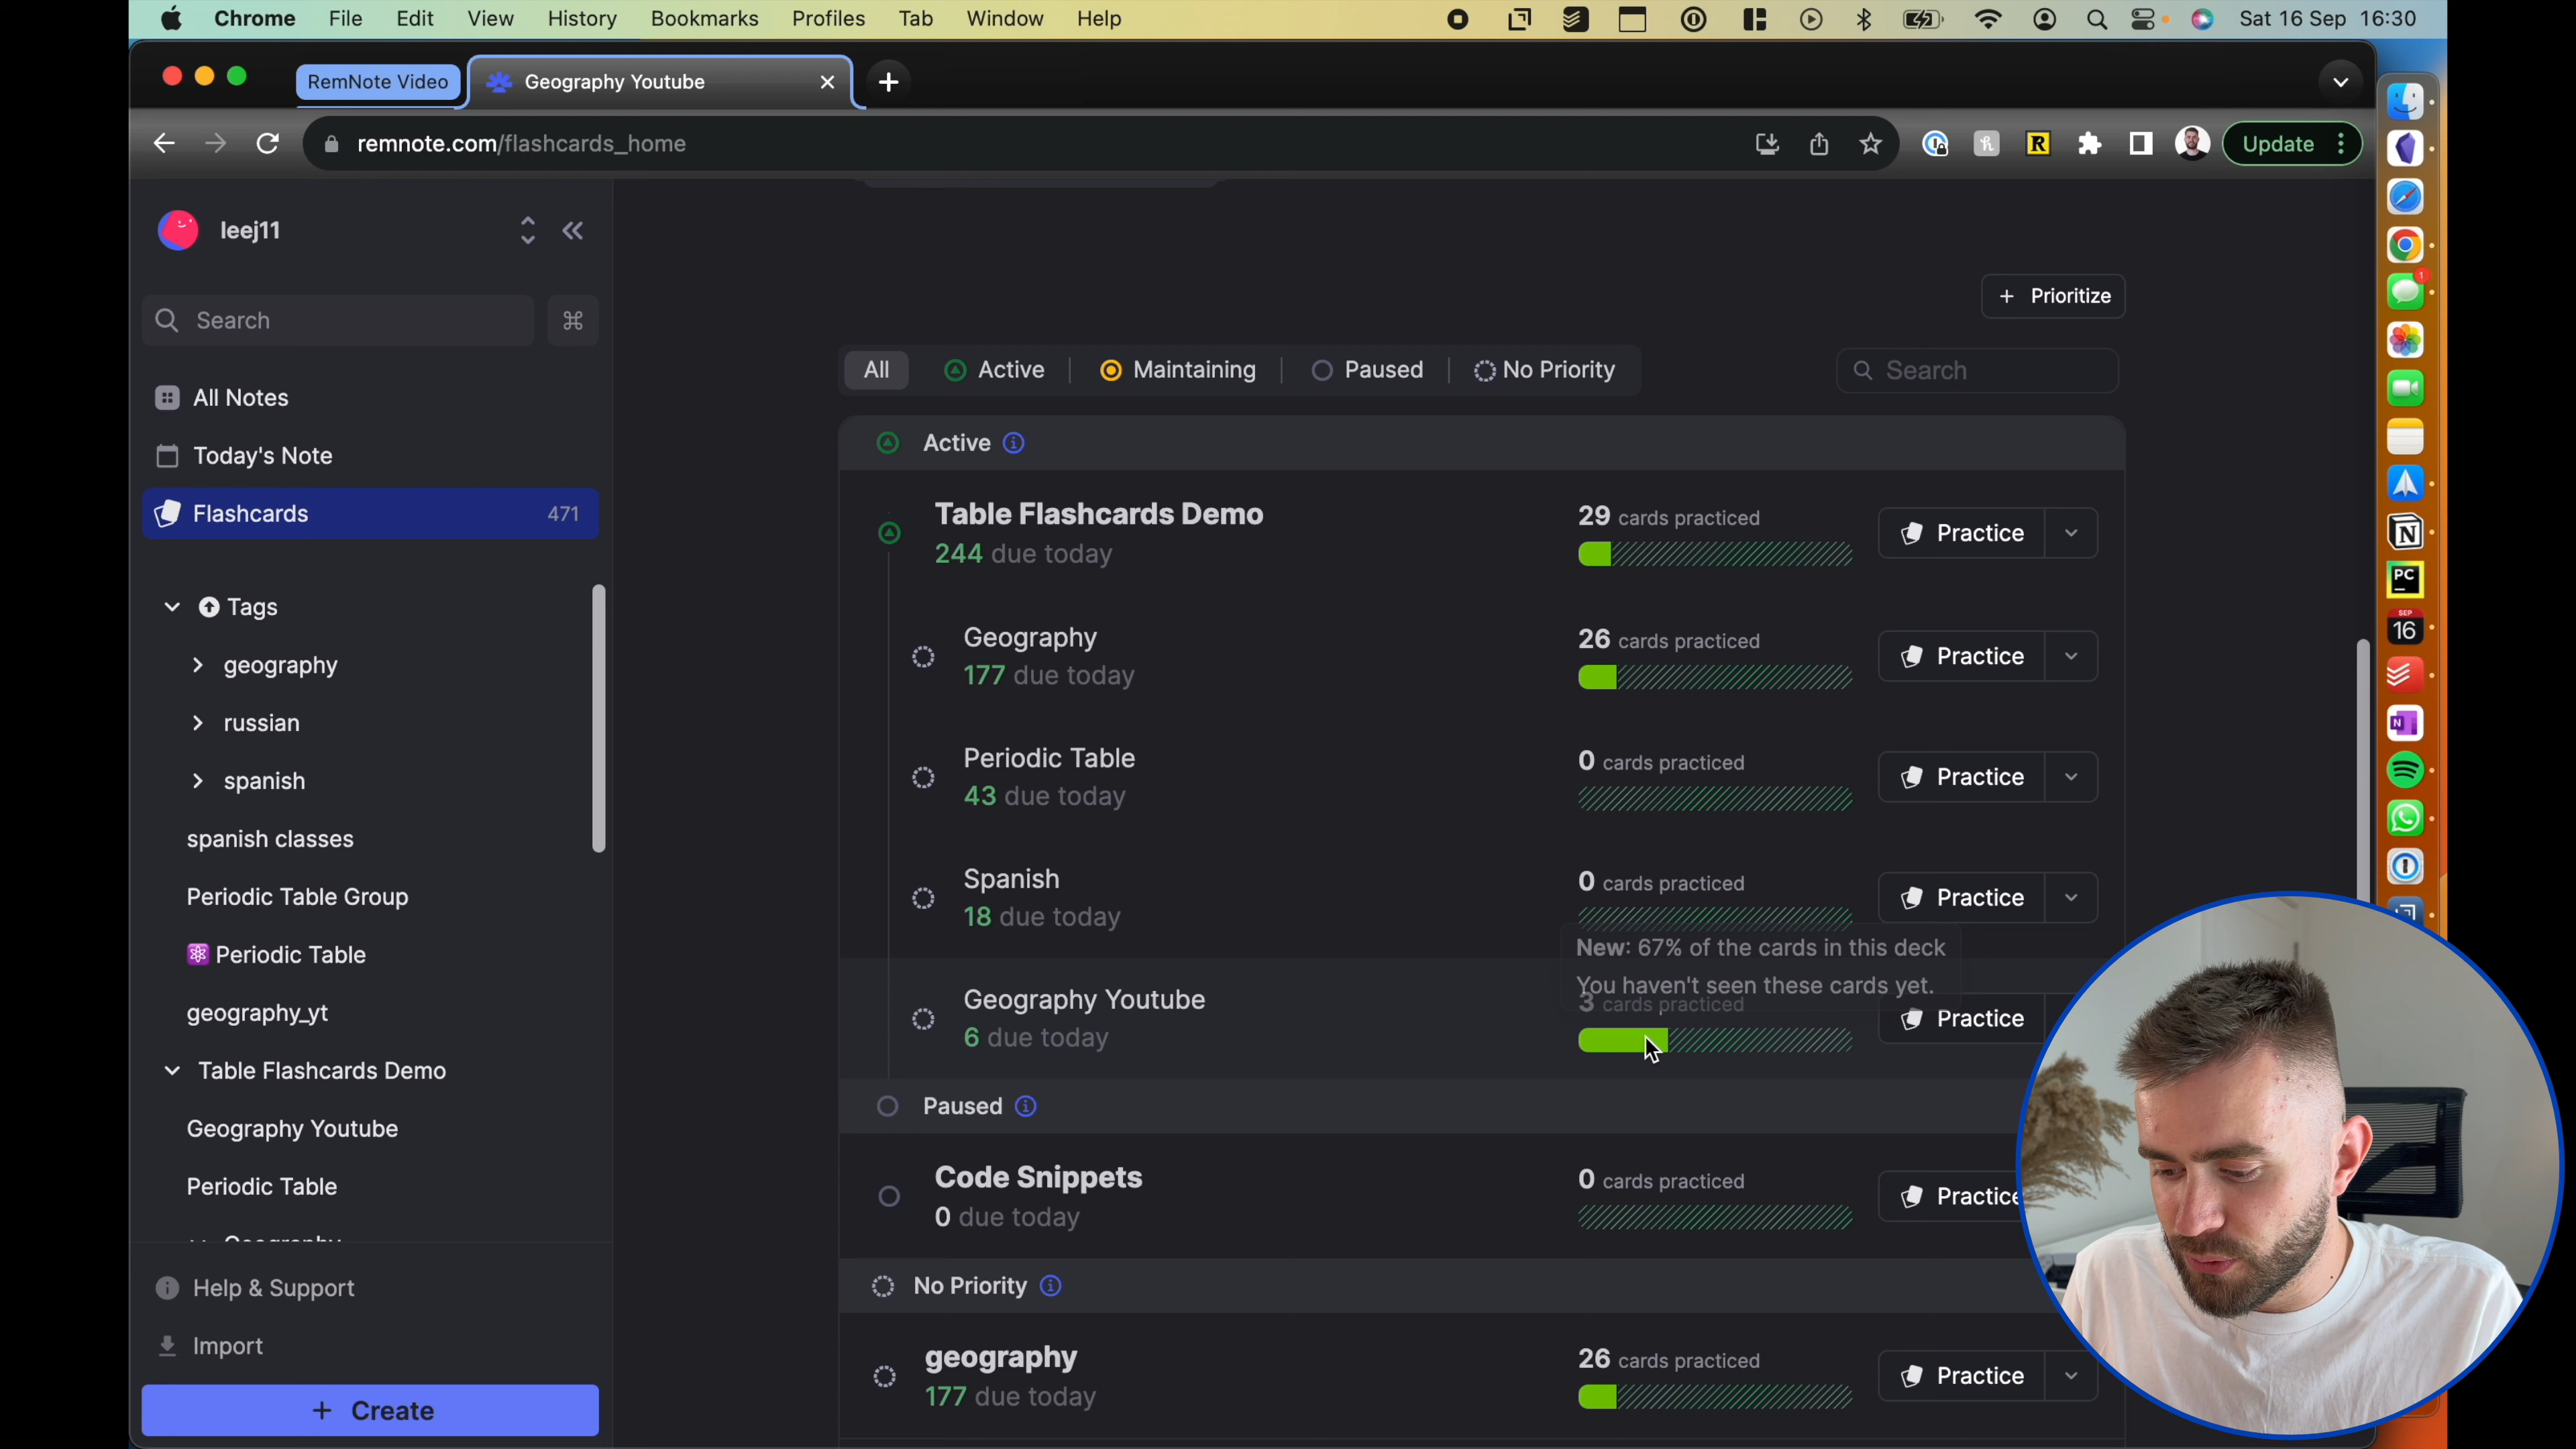 Chrome File Edit View History Bookmarks Profiles Tab Window Help Sat 16 Sep 16:30
RemNote Video Geography Youtube
remnote.com/flashcards_home Update
leej11
Search
All Notes
Today's Note
Flashcards 471
Tags
geography
russian
spanish
spanish classes
Periodic Table Group
Periodic Table
geography_yt
Table Flashcards Demo
Geography Youtube
Periodic Table
Help & Support
Import
+ Create
+ Prioritize
All Active Maintaining Paused No Priority Search
Active
Table Flashcards Demo
244 due today
29 cards practiced
Practice
Geography
177 due today
26 cards practiced
Practice
Periodic Table
43 due today
0 cards practiced
Practice
Spanish
18 due today
0 cards practiced
Practice
New: 67% of the cards in this deck
You haven't seen these cards yet.
Geography Youtube
6 due today
3 cards practiced
Practice
Paused
Code Snippets
0 due today
0 cards practiced
Practice
No Priority
geography
177 due today
26 cards practiced
Practice
SEP
16
PC
N
1